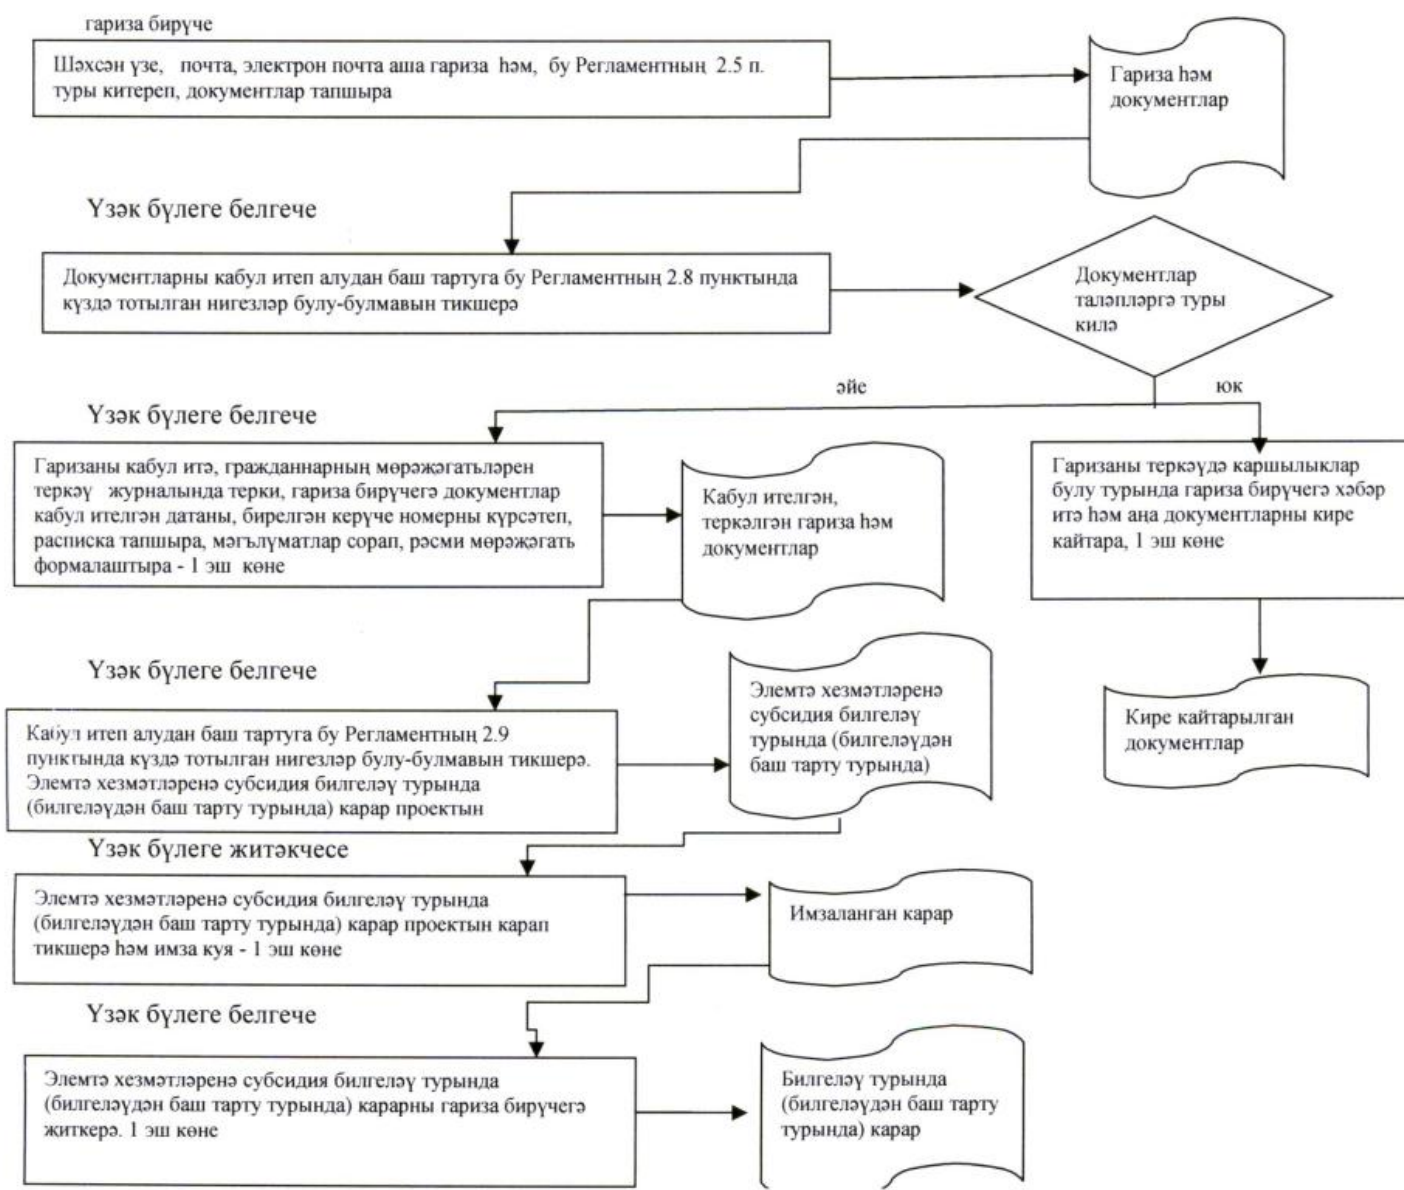 гариза бирүче
Шәхсән үзе, почта, электрон почта аша гариза һәм, бу Регламентның 2.5 п.
туры китереп, документлар тапшыра
Гариза һәм
документлар
Үзәк бүлеге белгече
Документларны кабул итеп алудан баш тартуга бу Регламентның 2.8 пунктында
күздә тотылган нигезләр булу-булмавын тикшерә
Документлар
таләпләргә туры
килә
әйе
юк
Үзәк бүлеге белгече
Гаризаны кабул итә, гражданнарның мөрәҗәгатьләрен
теркәү журналында терки, гариза бирүчегә документлар
кабул ителгән датаны, бирелгән керүче номерны күрсәтеп,
расписка тапшыра, мәгълүматлар сорап, рәсми мөрәҗәгать
формалаштыра - 1 эш көне
Кабул ителгән,
теркәлгән гариза һәм
документлар
Гаризаны теркәүдә каршылыклар
булу турында гариза бирүчегә хәбәр
итә һәм аңа документларны кире
кайтара, 1 эш көне
Үзәк бүлеге белгече
Кабул итеп алудан баш тартуга бу Регламентның 2.9
пунктында күздә тотылган нигезләр булу-булмавын тикшерә.
Элемтә хезмәтләренә субсидия билгеләү турында
(билгеләүдән баш тарту турында) карар проектын
Элемтә хезмәтләренә
субсидия билгеләү
турында (билгеләүдән
баш тарту турында)
Кире кайтарылган
документлар
Үзәк бүлеге житәкчесе
Элемтә хезмәтләренә субсидия билгеләү турында
(билгеләүдән баш тарту турында) карар проектын карап
тикшерә һәм имза куя - 1 эш көне
Имзаланган карар
Үзәк бүлеге белгече
Элемтә хезмәтләренә субсидия билгеләү турында
(билгеләүдән баш тарту турында) карарны гариза бирүчегә
җиткерә. 1 эш көне
Билгеләү турында
(билгеләүдән баш тарту
турында) карар